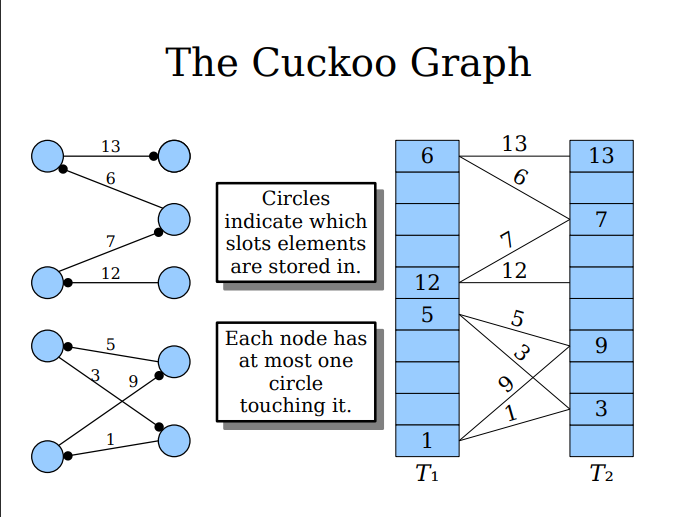 The Cuckoo Graph
13
6
7
12
5
3
9
1
Circles
indicate which
slots elements
are stored in.
Each node has
at most one
circle
touching it.
6
12
5
1
13
6
7
12
5
3
9
1
13
7
9
3
T₁
T₂